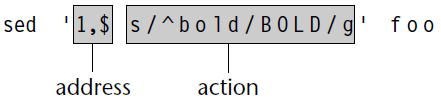 sed '1,$ s/^bold/BOLD/g' foo
address action